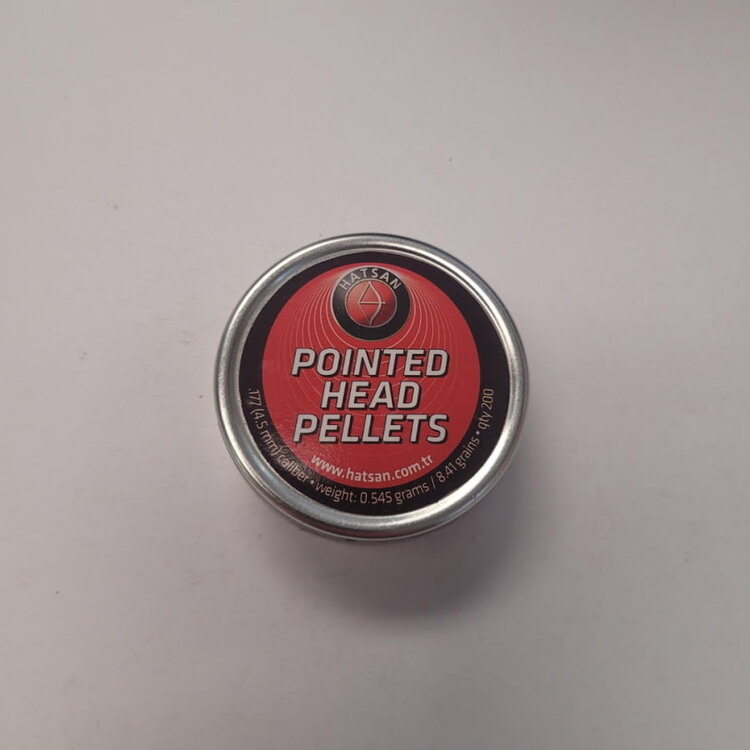 HATSAN
POINTED
HEAD
PELLETS
www.hatsan.com.tr
.177 (4.5 mm) caliber • weight: 0.545 grams / 8.41 grains • qty 200